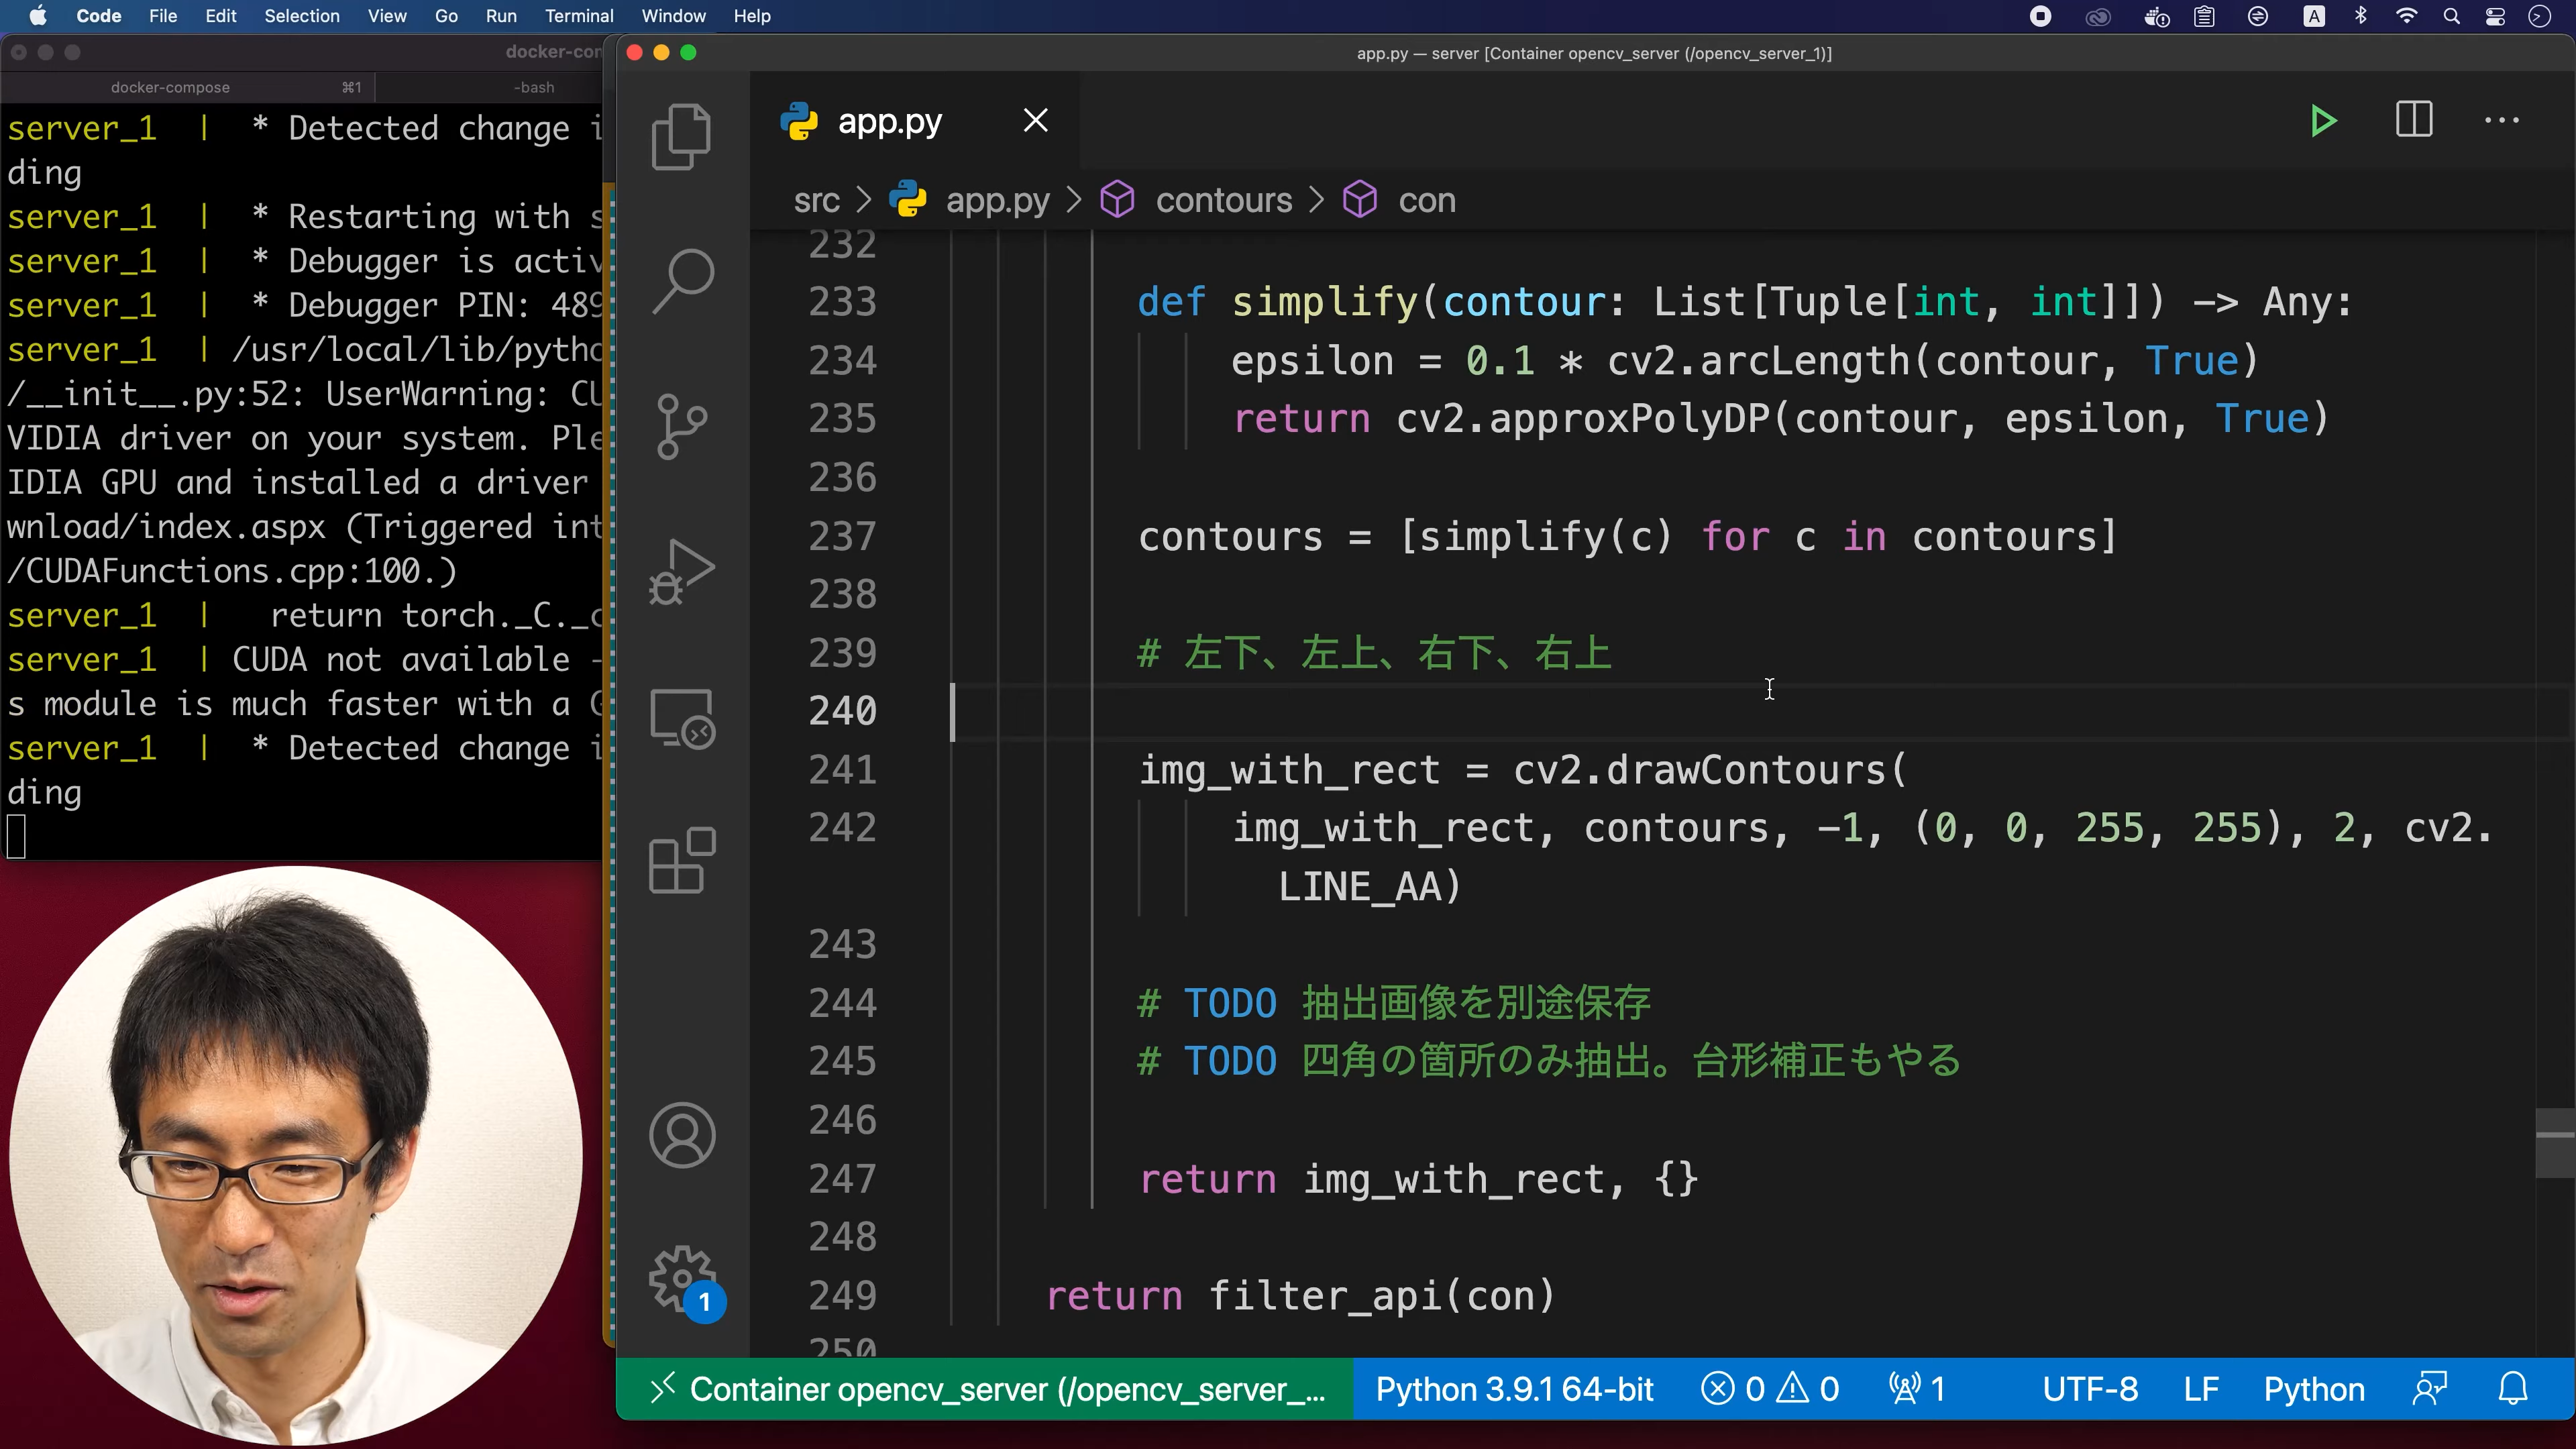 Code File Edit Selection View Go Run Terminal Window Help
A
docker-con
docker-compose ⌘1 -bash
server_1 | * Detected change i
ding
server_1 | * Restarting with s
server_1 | * Debugger is activ
server_1 | * Debugger PIN: 489
server_1 | /usr/local/lib/pytho
/__init__.py:52: UserWarning: CU
VIDIA driver on your system. Ple
IDIA GPU and installed a driver
wnload/index.aspx (Triggered int
/CUDAFunctions.cpp:100.)
server_1 | return torch._C._c
server_1 | CUDA not available -
s module is much faster with a G
server_1 | * Detected change i
ding
app.py — server [Container opencv_server (/opencv_server_1)]
app.py
src > app.py > contours > con
232
233 def simplify(contour: List[Tuple[int, int]]) -> Any:
234 epsilon = 0.1 * cv2.arcLength(contour, True)
235 return cv2.approxPolyDP(contour, epsilon, True)
236
237 contours = [simplify(c) for c in contours]
238
239 # 左下、左上、右下、右上
240
241 img_with_rect = cv2.drawContours(
242 img_with_rect, contours, -1, (0, 0, 255, 255), 2, cv2.
LINE_AA)
243
244 # TODO 抽出画像を別途保存
245 # TODO 四角の箇所のみ抽出。台形補正もやる
246
247 return img_with_rect, {}
248
249 return filter_api(con)
250
1
Container opencv_server (/opencv_server_... Python 3.9.1 64-bit 0 0 1 UTF-8 LF Python